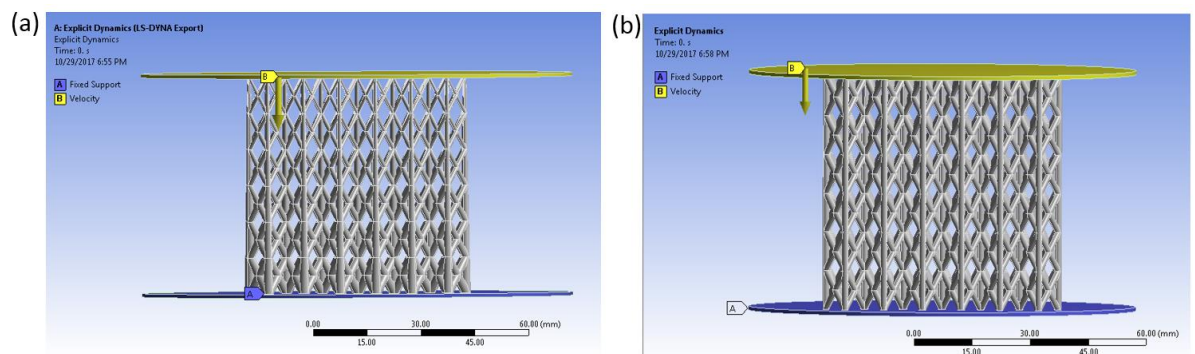 (a)
A: Explicit Dynamics (LS-DYNA Export)
Explicit Dynamics
Time: 0. s
10/29/2017 6:55 PM
A Fixed Support
B Velocity
B
A
0.00 30.00 60.00 (mm)
15.00 45.00
(b)
Explicit Dynamics
Time: 0. s
10/29/2017 6:58 PM
A Fixed Support
B Velocity
B
A
0.00 30.00 60.00 (mm)
15.00 45.00